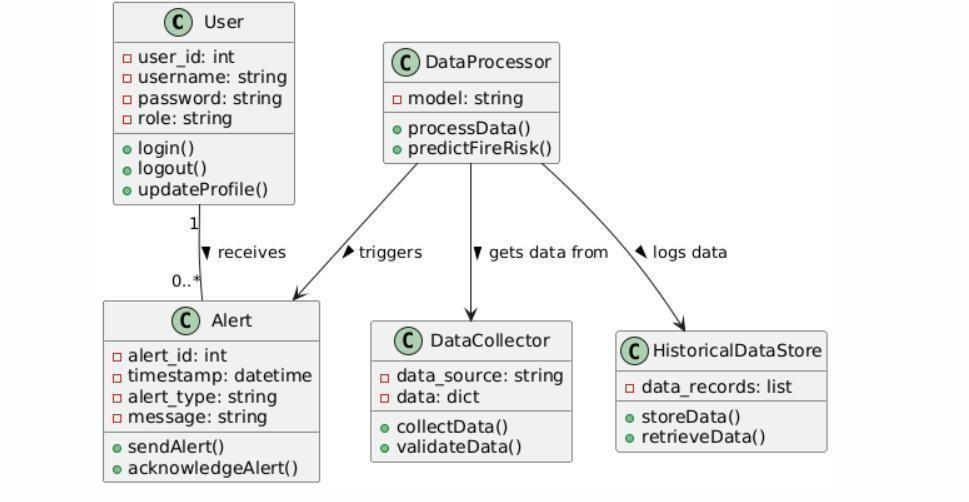 C User
user_id: int
username: string
password: string
role: string
login()
logout()
updateProfile()
C DataProcessor
model: string
processData()
predictFireRisk()
1
receives
0..*
triggers
gets data from
logs data
C Alert
alert_id: int
timestamp: datetime
alert_type: string
message: string
sendAlert()
acknowledgeAlert()
C DataCollector
data_source: string
data: dict
collectData()
validateData()
C HistoricalDataStore
data_records: list
storeData()
retrieveData()